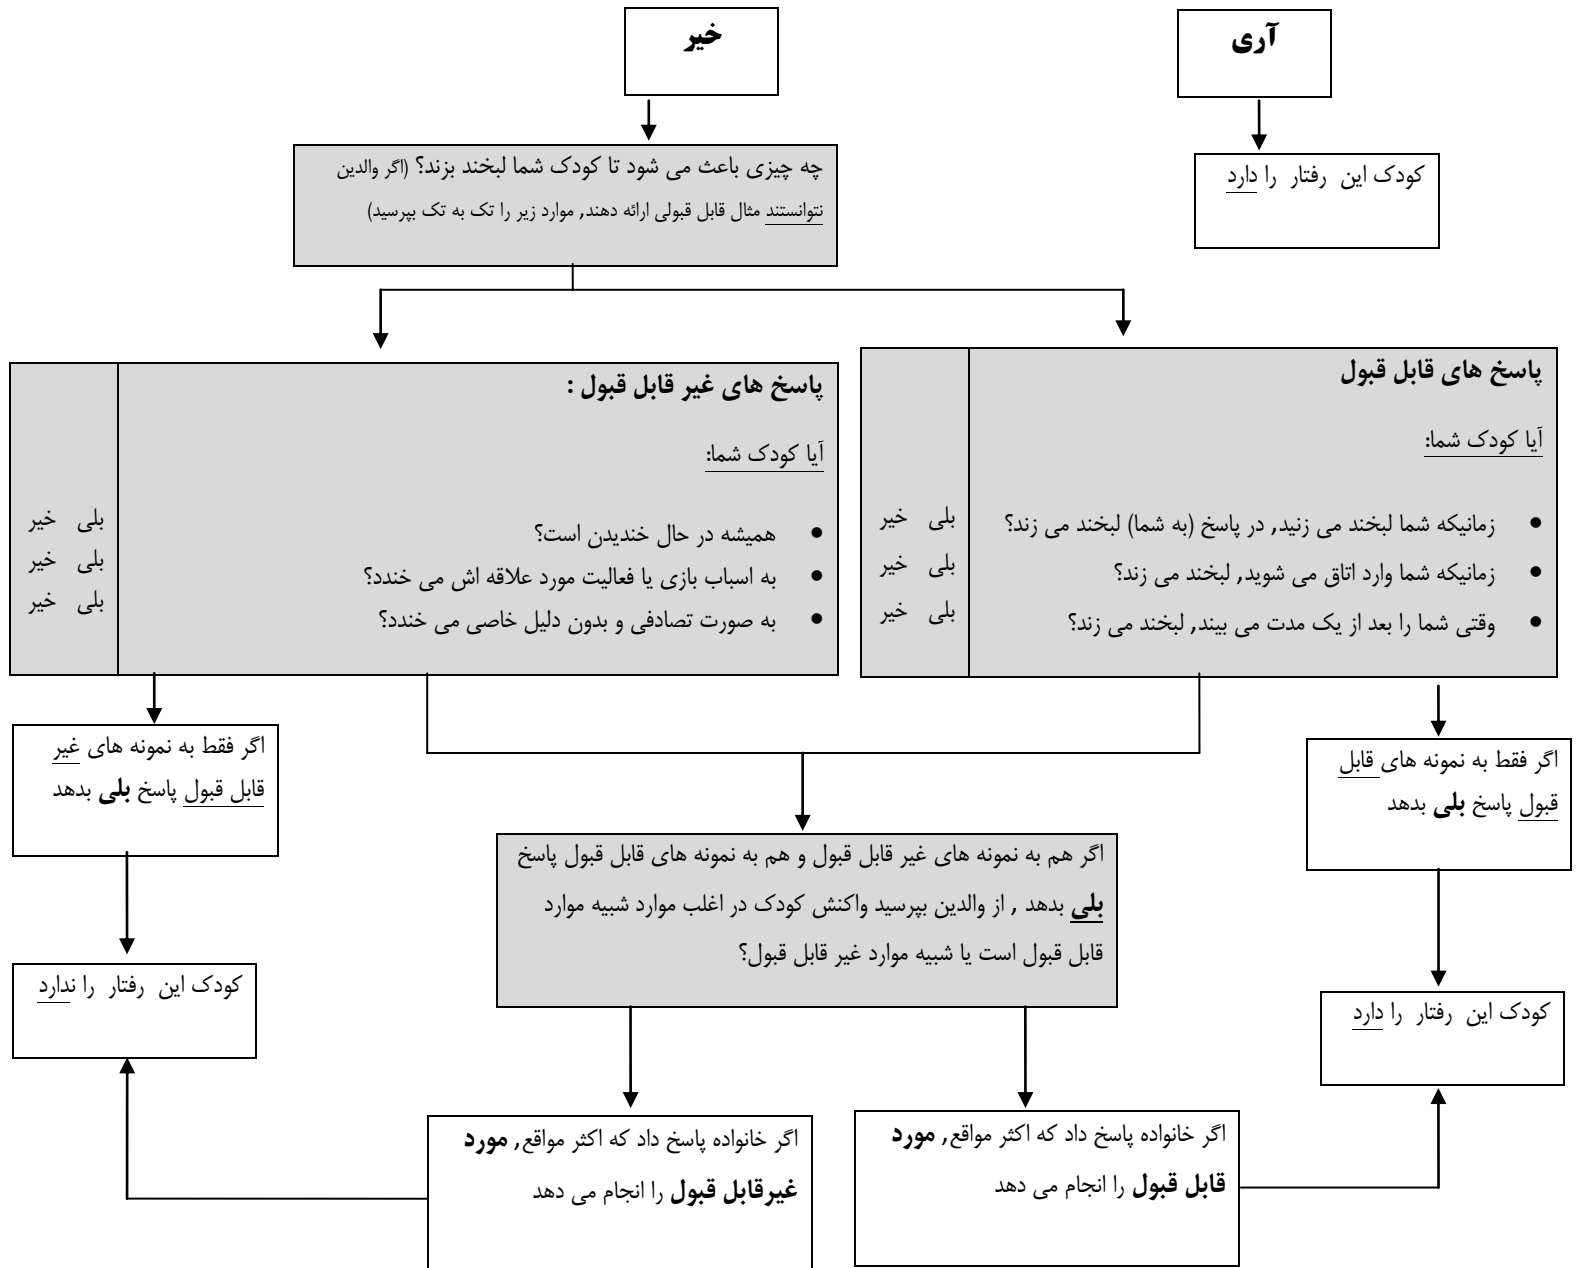 آری
خیر
کودک این رفتار را دارد
چه چیزی باعث می شود تا کودک شما لبخند بزند؟ (اگر والدین
نتوانستند مثال قابل قبولی ارائه دهند, موارد زیر را تک به تک بپرسید)
پاسخ های قابل قبول
آیا کودک شما:
زمانیکه شما لبخند می زنید, در پاسخ (به شما) لبخند می زند؟ بلی خیر
زمانیکه شما وارد اتاق می شوید, لبخند می زند؟ بلی خیر
وقتی شما را بعد از یک مدت می بیند, لبخند می زند؟ بلی خیر
پاسخ های غیر قابل قبول :
آیا کودک شما:
همیشه در حال خندیدن است؟ بلی خیر
به اسباب بازی یا فعالیت مورد علاقه اش می خندد؟ بلی خیر
به صورت تصادفی و بدون دلیل خاصی می خندد؟ بلی خیر
اگر فقط به نمونه های قابل
قبول پاسخ بلی بدهد
اگر فقط به نمونه های غیر
قابل قبول پاسخ بلی بدهد
اگر هم به نمونه های غیر قابل قبول و هم به نمونه های قابل قبول پاسخ
بلی بدهد , از والدین بپرسید واکنش کودک در اغلب موارد شبیه موارد
قابل قبول است یا شبیه موارد غیر قابل قبول؟
کودک این رفتار را دارد
کودک این رفتار را ندارد
اگر خانواده پاسخ داد که اکثر مواقع, مورد
قابل قبول را انجام می دهد
اگر خانواده پاسخ داد که اکثر مواقع, مورد
غیرقابل قبول را انجام می دهد